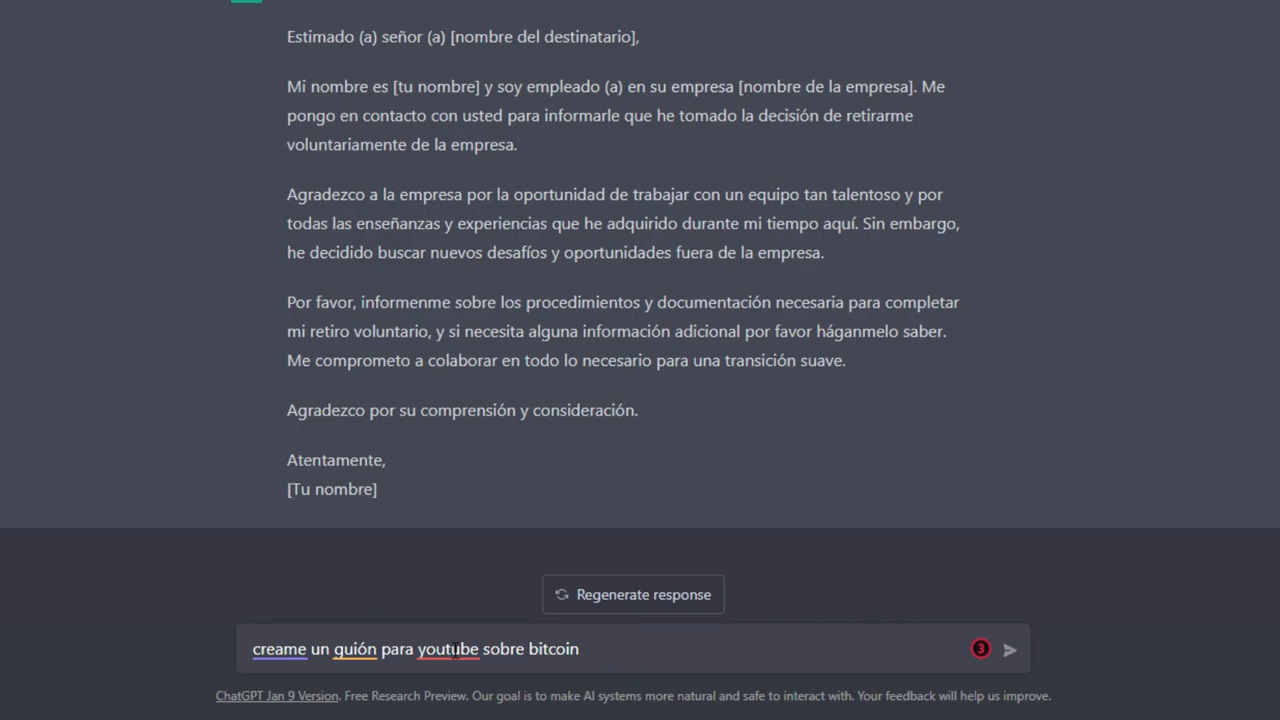 Estimado (a) señor (a) [nombre del destinatario],
Mi nombre es [tu nombre] y soy empleado (a) en su empresa [nombre de la empresa]. Me
pongo en contacto con usted para informarle que he tomado la decisión de retirarme
voluntariamente de la empresa.
Agradezco a la empresa por la oportunidad de trabajar con un equipo tan talentoso y por
todas las enseñanzas y experiencias que he adquirido durante mi tiempo aquí. Sin embargo,
he decidido buscar nuevos desafíos y oportunidades fuera de la empresa.
Por favor, informenme sobre los procedimientos y documentación necesaria para completar
mi retiro voluntario, y si necesita alguna información adicional por favor háganmelo saber.
Me comprometo a colaborar en todo lo necesario para una transición suave.
Agradezco por su comprensión y consideración.
Atentamente,
[Tu nombre]
Regenerate response
creame un guión para youtube sobre bitcoin
3
ChatGPT Jan 9 Version. Free Research Preview. Our goal is to make AI systems more natural and safe to interact with. Your feedback will help us improve.